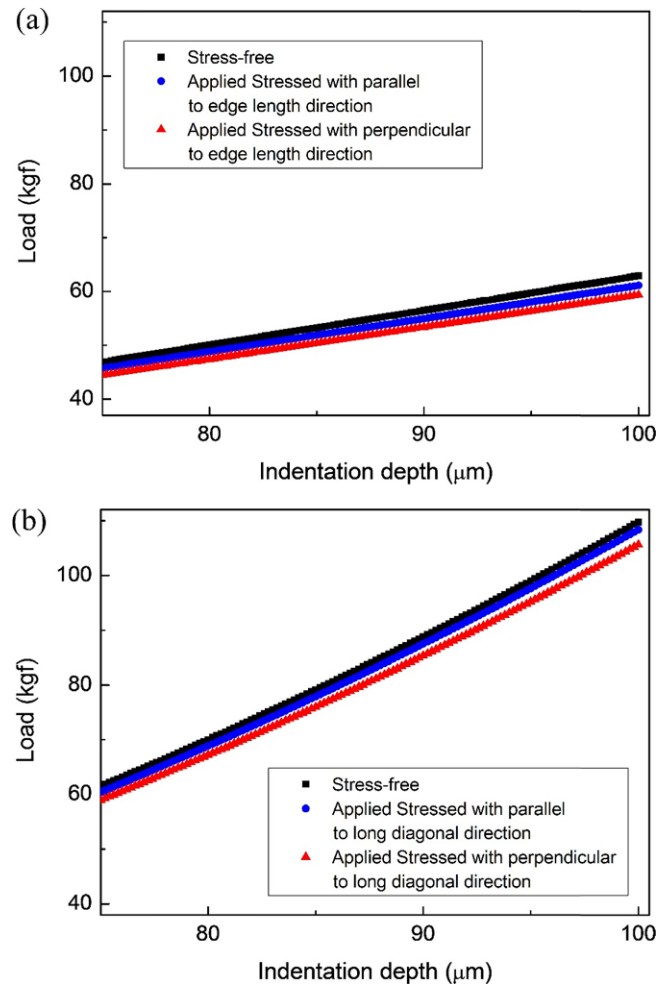 (a)
Stress-free
Applied Stressed with parallel
to edge length direction
Applied Stressed with perpendicular
to edge length direction
100
80
60
40
Load (kgf)
80
90
100
Indentation depth (μm)
(b)
100
80
60
40
Load (kgf)
Stress-free
Applied Stressed with parallel
to long diagonal direction
Applied Stressed with perpendicular
to long diagonal direction
80
90
100
Indentation depth (μm)